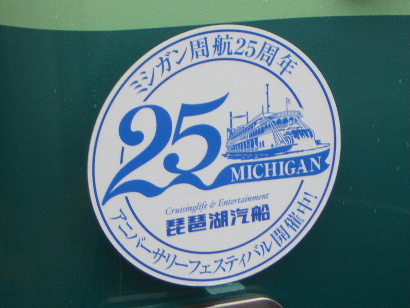 ミシガン周航25周年
25
MICHIGAN
Cruisinglife & Entertainment
琵琶湖汽船
アニバーサリーフェスティバル開催中!